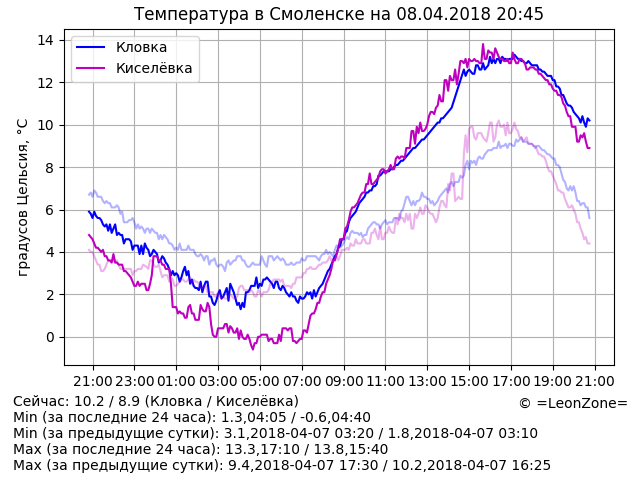 Температура в Смоленске на 08.04.2018 20:45
Кловка
Киселёвка
градусов Цельсия, °C
14
12
10
8
6
4
2
0
21:00 23:00 01:00 03:00 05:00 07:00 09:00 11:00 13:00 15:00 17:00 19:00 21:00
Сейчас: 10.2 / 8.9 (Кловка / Киселёвка)
© =LeonZone=
Min (за последние 24 часа): 1.3,04:05 / -0.6,04:40
Min (за предыдущие сутки): 3.1,2018-04-07 03:20 / 1.8,2018-04-07 03:10
Max (за последние 24 часа): 13.3,17:10 / 13.8,15:40
Max (за предыдущие сутки): 9.4,2018-04-07 17:30 / 10.2,2018-04-07 16:25